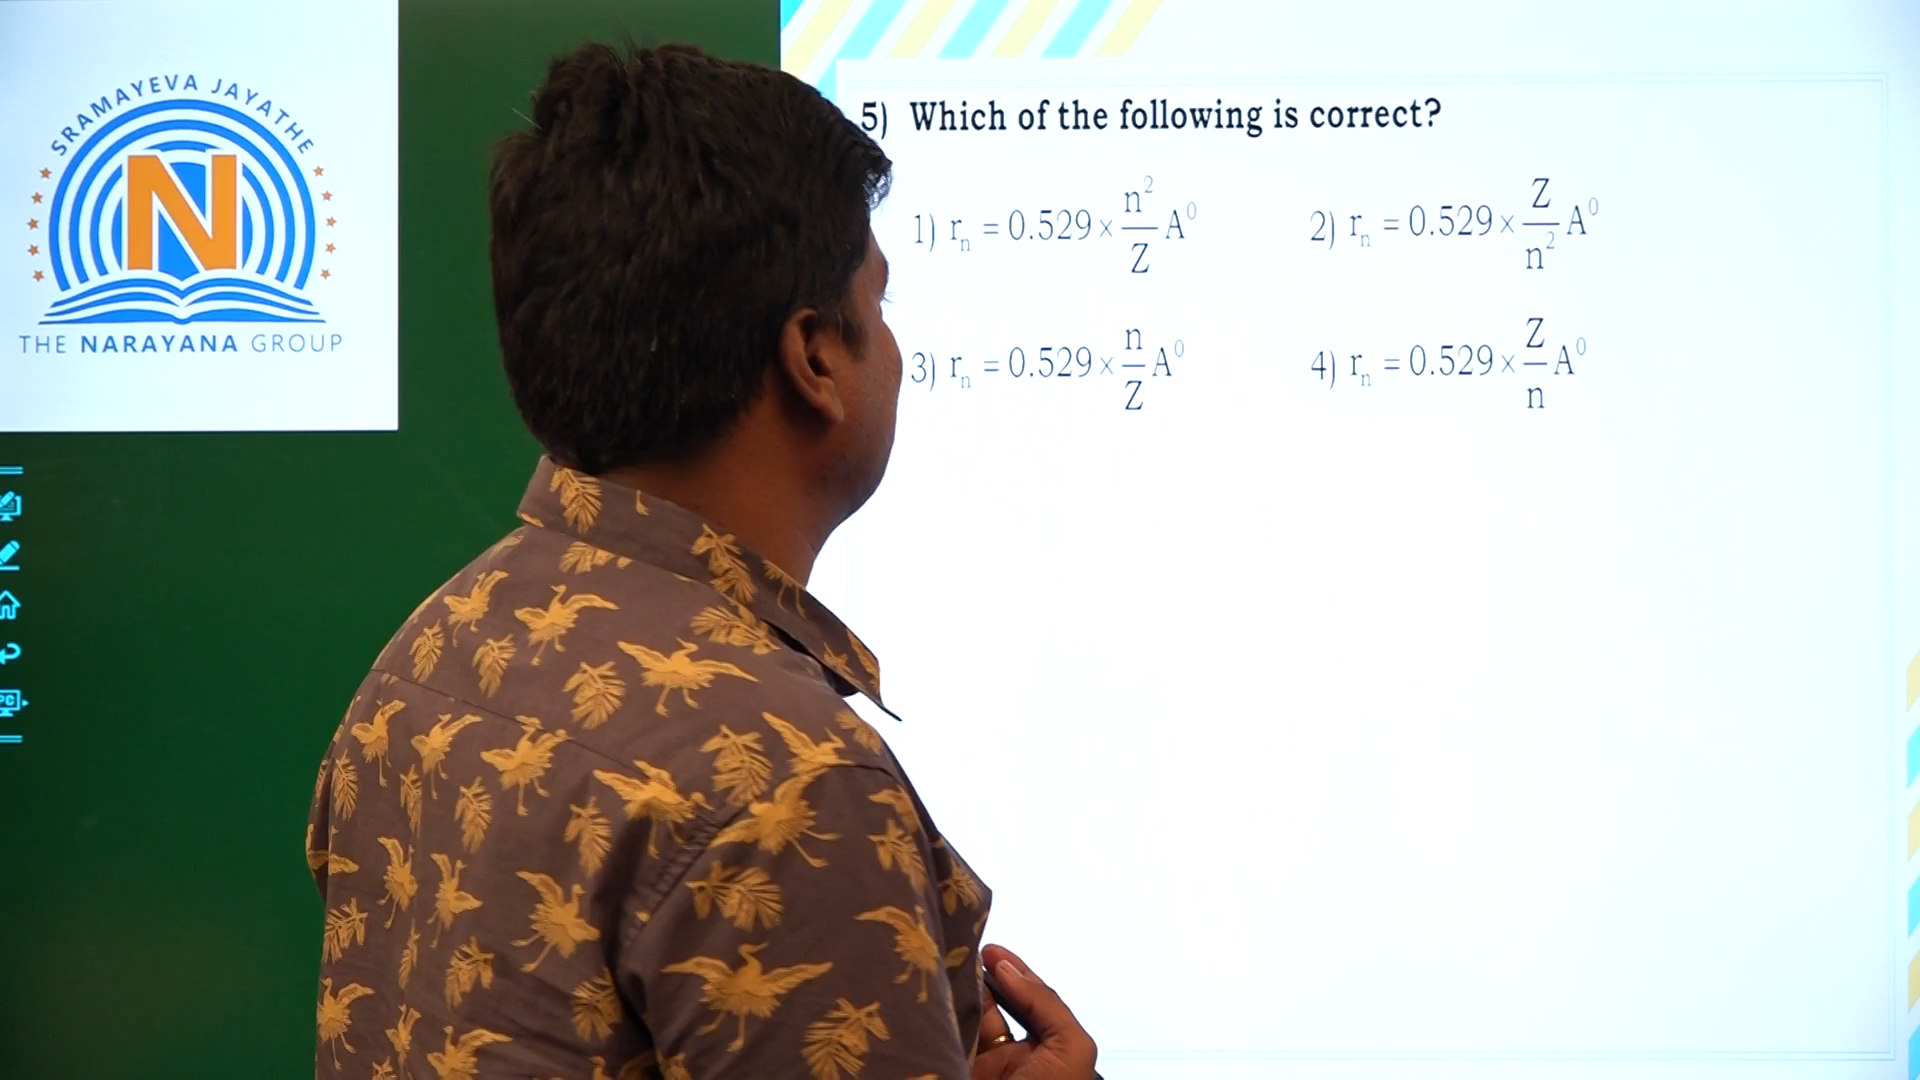 SRAMAYEVA JAYATHE
N
THE NARAYANA GROUP
PC
5) Which of the following is correct?
1) rₙ = 0.529 × n²/Z A⁰
2) rₙ = 0.529 × Z/n² A⁰
3) rₙ = 0.529 × n/Z A⁰
4) rₙ = 0.529 × Z/n A⁰